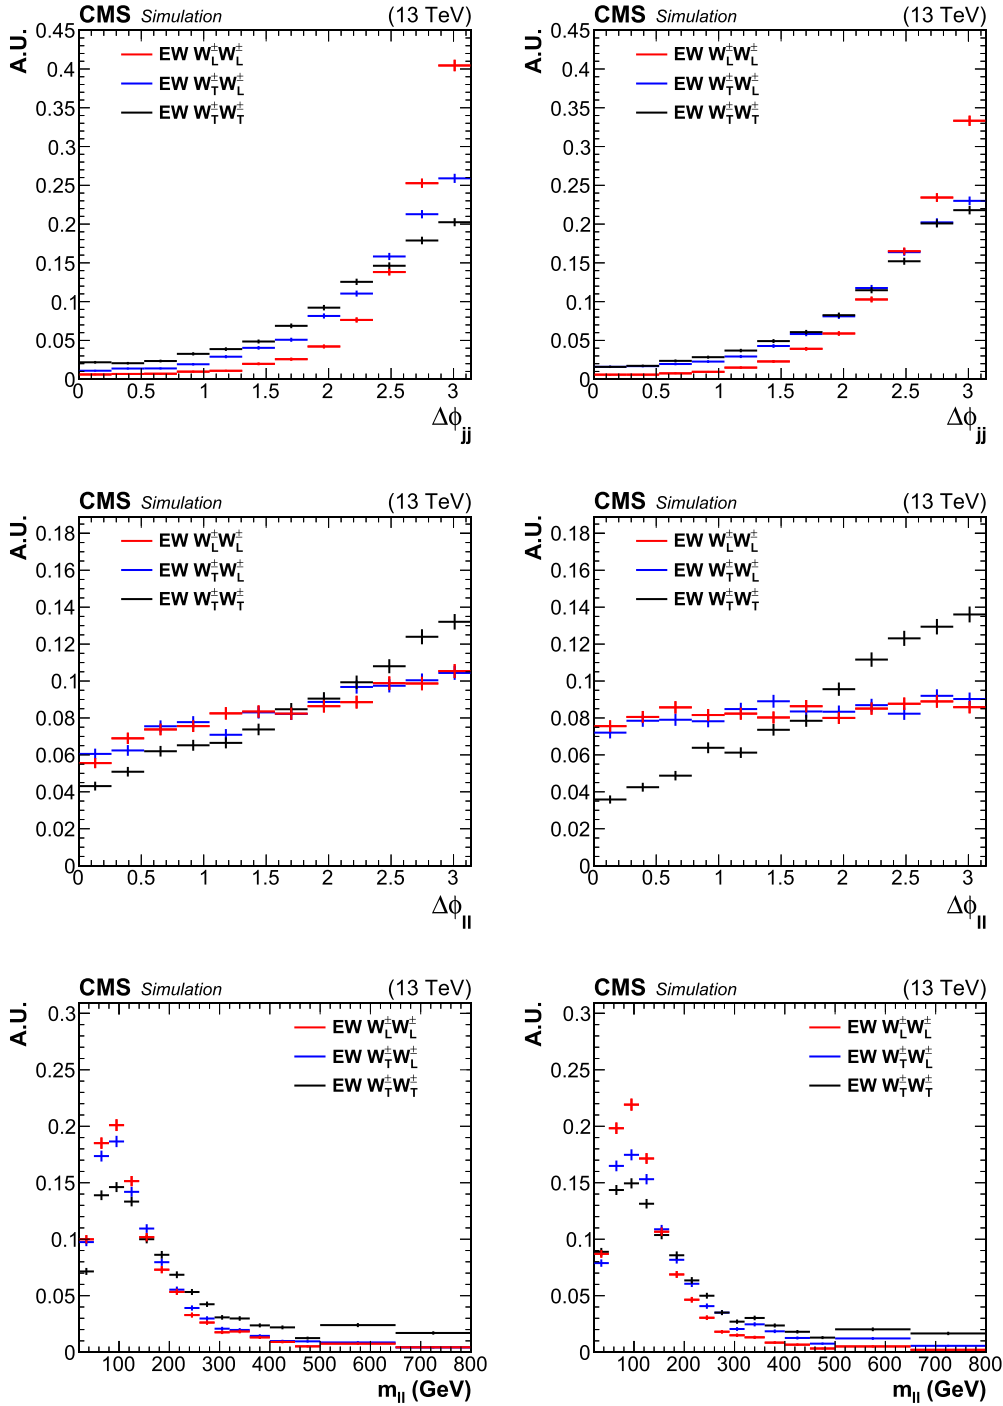 CMS Simulation (13 TeV)
A.U.
0.45
0.4
0.35
0.3
0.25
0.2
0.15
0.1
0.05
0
EW W±LW±L
EW W±TW±L
EW W±TW±T
0 0.5 1 1.5 2 2.5 3
Δϕjj
CMS Simulation (13 TeV)
A.U.
0.45
0.4
0.35
0.3
0.25
0.2
0.15
0.1
0.05
0
EW W±LW±L
EW W±TW±L
EW W±TW±T
0 0.5 1 1.5 2 2.5 3
Δϕjj
CMS Simulation (13 TeV)
A.U.
0.18
0.16
0.14
0.12
0.1
0.08
0.06
0.04
0.02
0
EW W±LW±L
EW W±TW±L
EW W±TW±T
0 0.5 1 1.5 2 2.5 3
Δϕll
CMS Simulation (13 TeV)
A.U.
0.18
0.16
0.14
0.12
0.1
0.08
0.06
0.04
0.02
0
EW W±LW±L
EW W±TW±L
EW W±TW±T
0 0.5 1 1.5 2 2.5 3
Δϕll
CMS Simulation (13 TeV)
A.U.
0.3
0.25
0.2
0.15
0.1
0.05
0
EW W±LW±L
EW W±TW±L
EW W±TW±T
100 200 300 400 500 600 700 800
mll (GeV)
CMS Simulation (13 TeV)
A.U.
0.3
0.25
0.2
0.15
0.1
0.05
0
EW W±LW±L
EW W±TW±L
EW W±TW±T
100 200 300 400 500 600 700 800
mll (GeV)